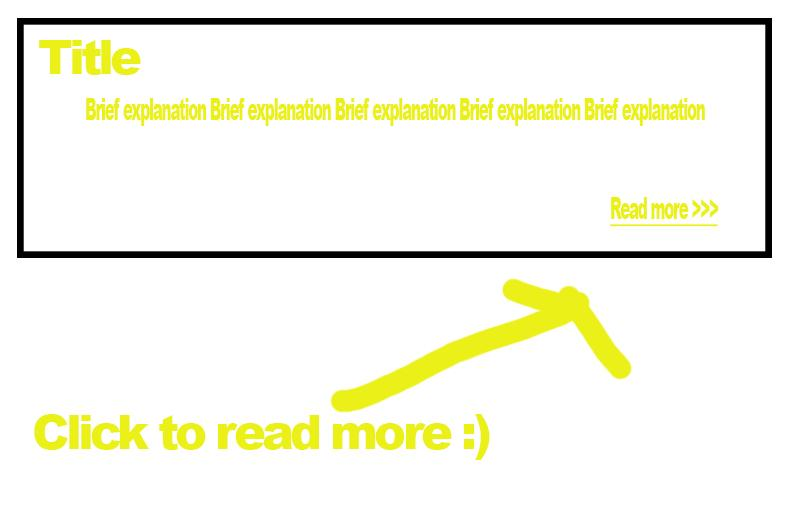 Title
Brief explanation Brief explanation Brief explanation Brief explanation Brief explanation
Read more >>>
Click to read more :)